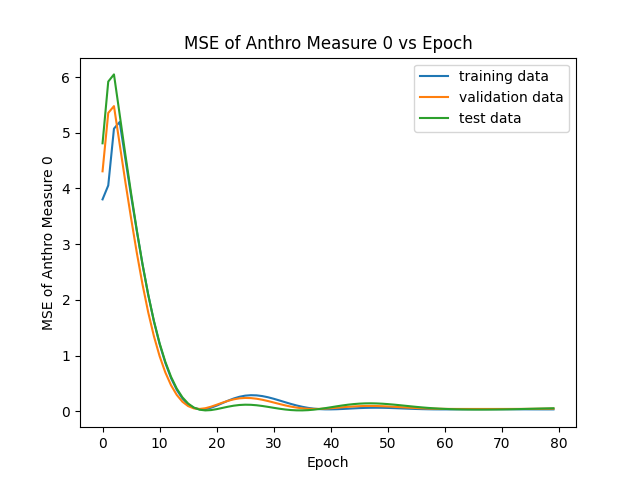 MSE of Anthro Measure 0 vs Epoch
training data
validation data
test data
MSE of Anthro Measure 0
6
5
4
3
2
1
0
0 10 20 30 40 50 60 70 80
Epoch